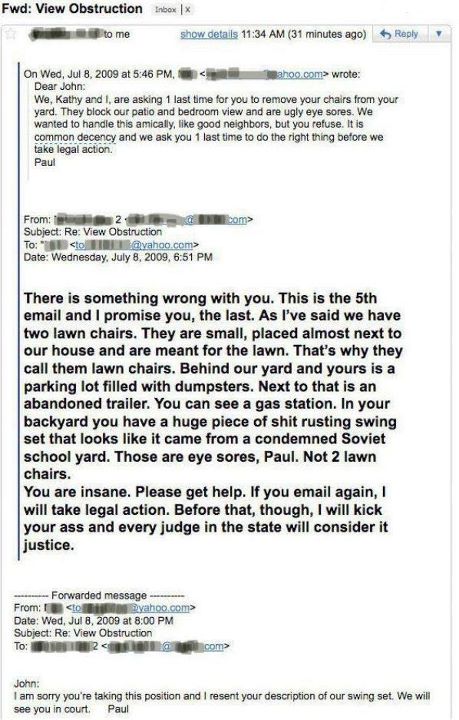 Fwd: View Obstruction Inbox | X
to me show details 11:34 AM (31 minutes ago) Reply
On Wed, Jul 8, 2009 at 5:46 PM, < ahoo.com> wrote:
Dear John:
We, Kathy and I, are asking 1 last time for you to remove your chairs from your
yard. They block our patio and bedroom view and are ugly eye sores. We
wanted to handle this amically, like good neighbors, but you refuse. It is
common decency and we ask you 1 last time to do the right thing before we
take legal action.
Paul
From: 2 < @ com>
Subject: Re: View Obstruction
To: " <to @yahoo.com>
Date: Wednesday, July 8, 2009, 6:51 PM
There is something wrong with you. This is the 5th
email and I promise you, the last. As I've said we have
two lawn chairs. They are small, placed almost next to
our house and are meant for the lawn. That's why they
call them lawn chairs. Behind our yard and yours is a
parking lot filled with dumpsters. Next to that is an
abandoned trailer. You can see a gas station. In your
backyard you have a huge piece of shit rusting swing
set that looks like it came from a condemned Soviet
school yard. Those are eye sores, Paul. Not 2 lawn
chairs.
You are insane. Please get help. If you email again, I
will take legal action. Before that, though, I will kick
your ass and every judge in the state will consider it
justice.
---------- Forwarded message ----------
From: <to @yahoo.com>
Date: Wed, Jul 8, 2009 at 8:00 PM
Subject: Re: View Obstruction
To: 2 < @ com>
John:
I am sorry you're taking this position and I resent your description of our swing set. We will
see you in court. Paul